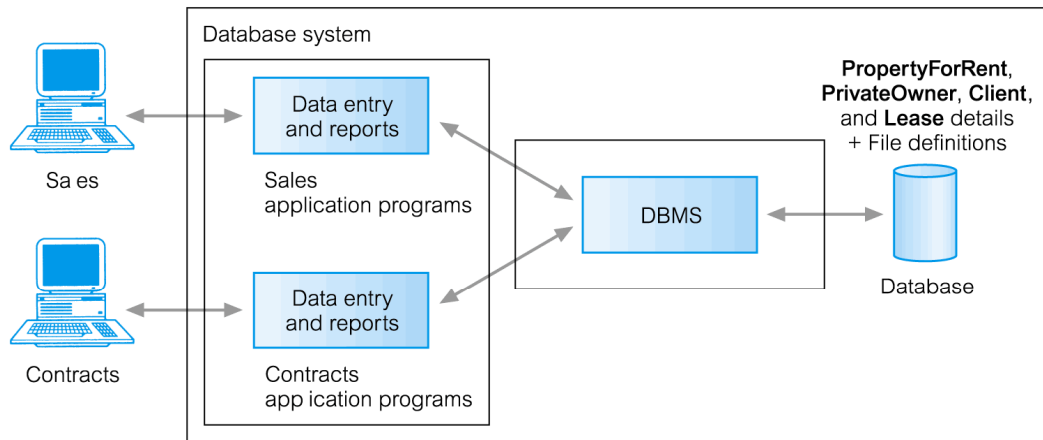 Database system
Data entry
and reports
Sa es
Sales
application programs
Data entry
and reports
Contracts
Contracts
app ication programs
DBMS
PropertyForRent,
PrivateOwner, Client,
and Lease details
+ File definitions
Database